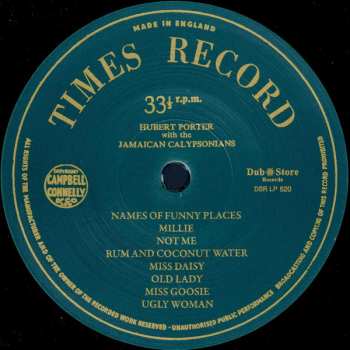 MADE IN ENGLAND
TIMES RECORD
33⅓ r.p.m.
HUBERT PORTER
with the
JAMAICAN CALYPSONIANS
COPYRIGHT
CAMPBELL
CONNELLY
& Co
Dub Store
Records
DSR LP 520
NAMES OF FUNNY PLACES
MILLIE
NOT ME
RUM AND COCONUT WATER
MISS DAISY
OLD LADY
MISS GOOSIE
UGLY WOMAN
ALL RIGHTS OF THE MANUFACTURER AND OF THE OWNER OF THE RECORDED WORK RESERVED - UNAUTHORISED PUBLIC PERFORMANCE BROADCASTING AND COPYING OF THIS RECORD PROHIBITED